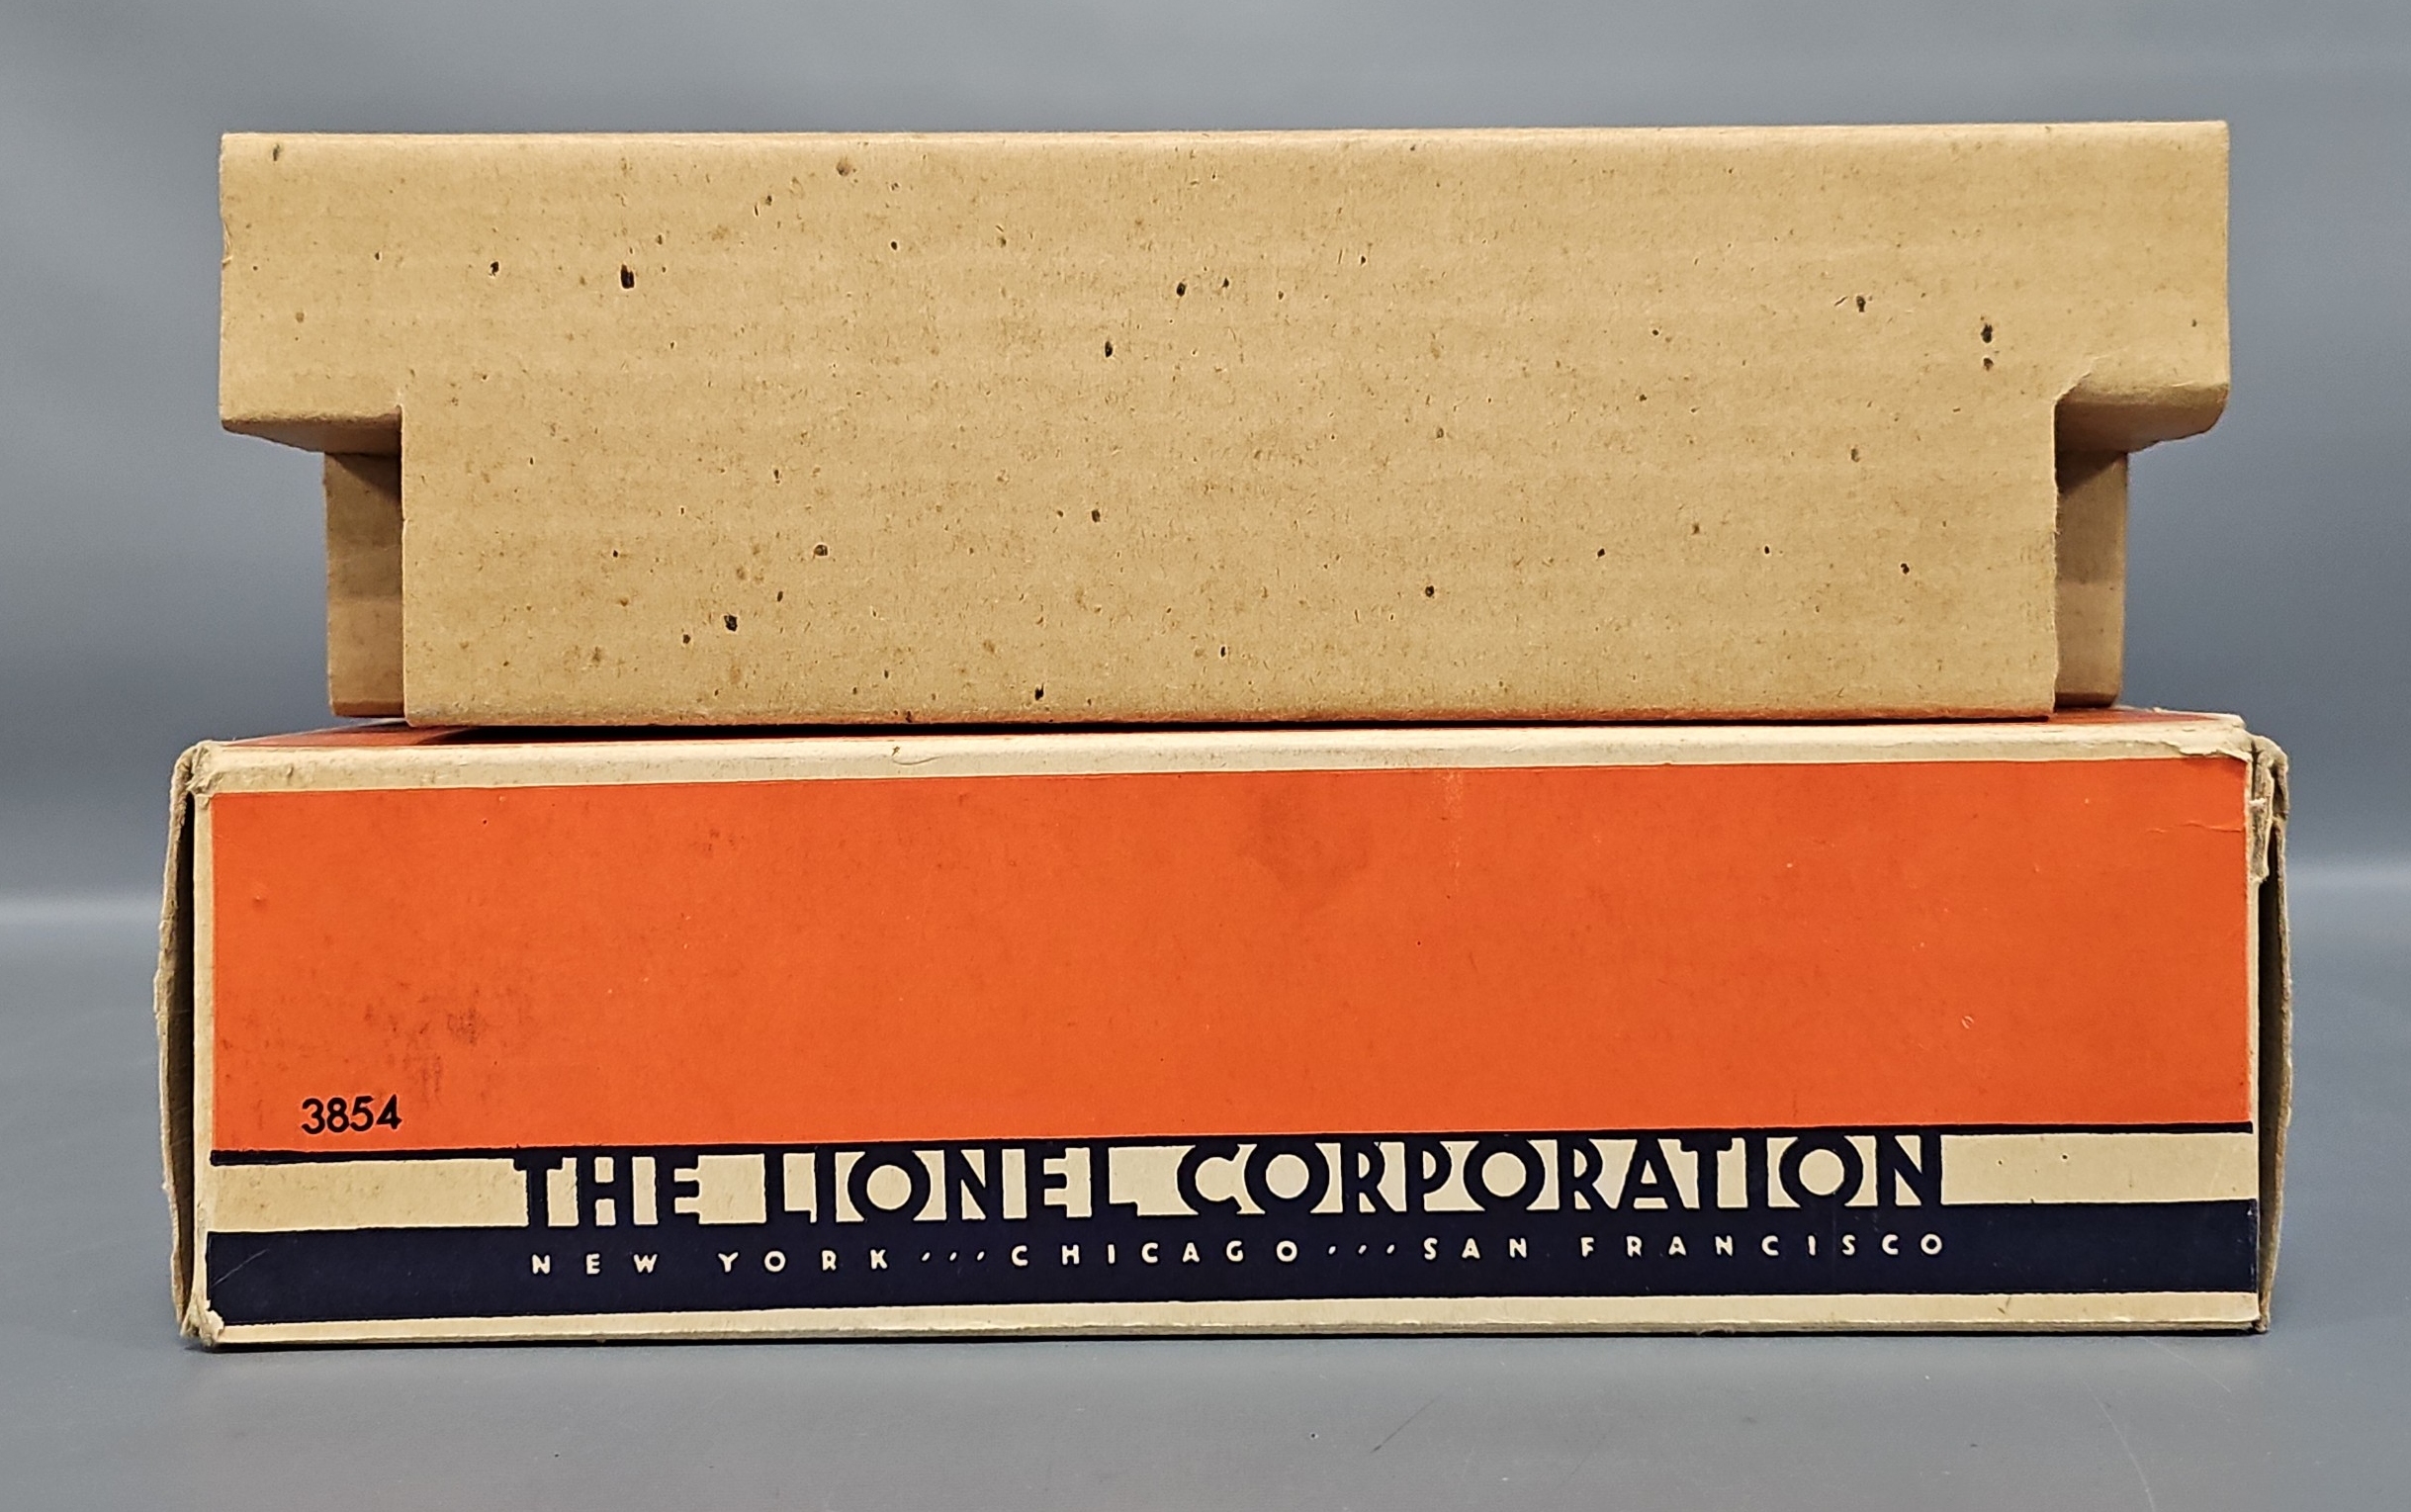 3854
THE LIONEL CORPORATION
NEW YORK ··· CHICAGO ··· SAN FRANCISCO